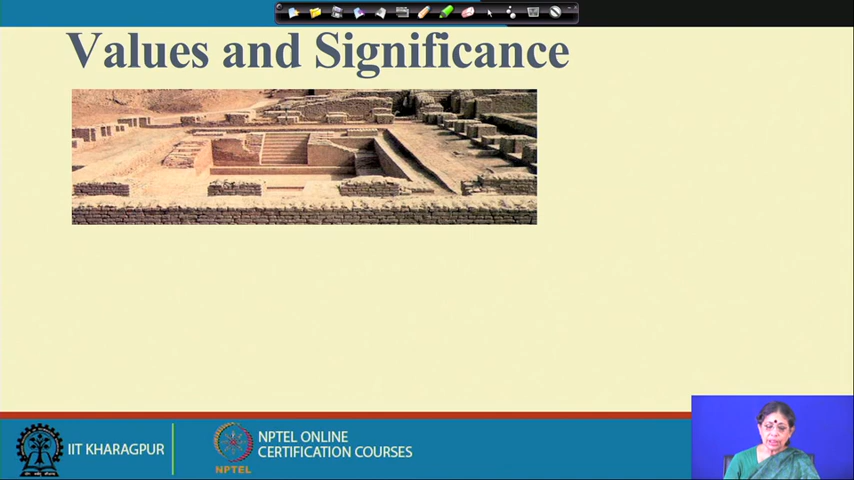 Values and Significance
IIT KHARAGPUR
NPTEL ONLINE
CERTIFICATION COURSES
NPTEL